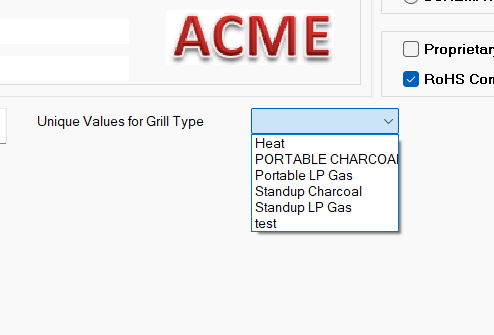 ACME
Proprietary
RoHS Com
Unique Values for Grill Type
Heat
PORTABLE CHARCOAL
Portable LP Gas
Standup Charcoal
Standup LP Gas
test